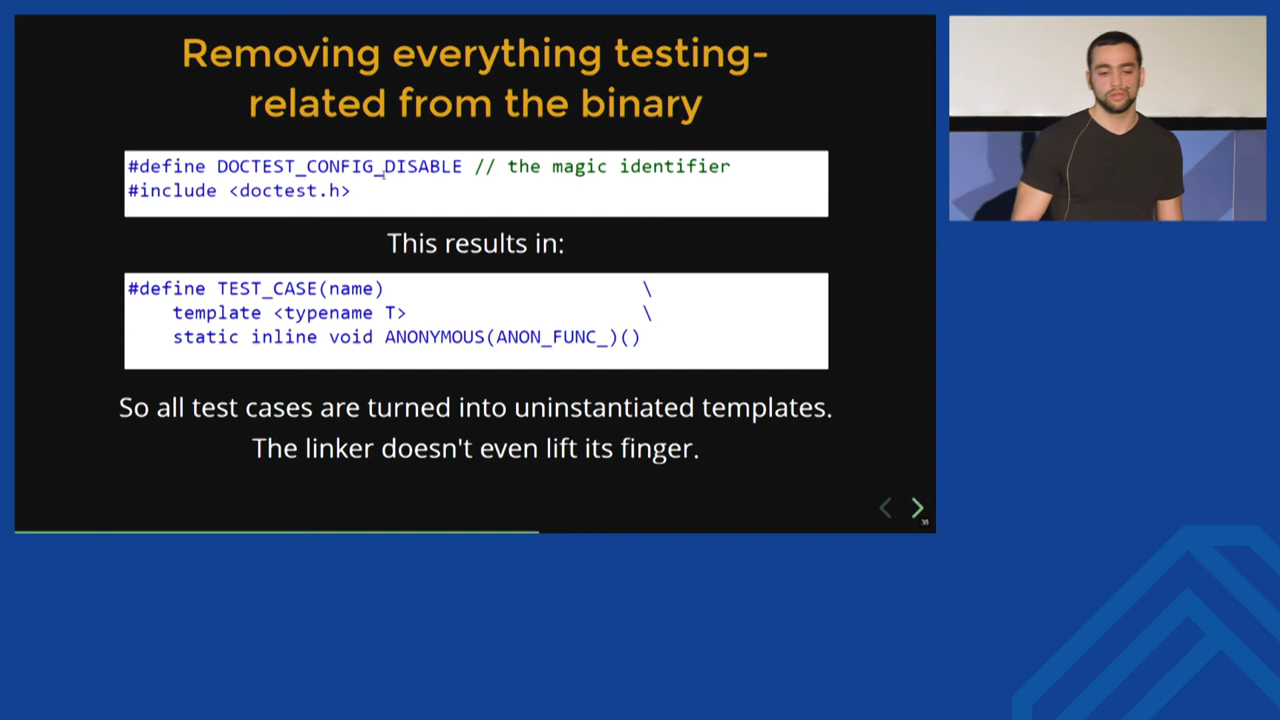 Removing everything testing-
related from the binary
#define DOCTEST_CONFIG_DISABLE // the magic identifier
#include <doctest.h>
This results in:
#define TEST_CASE(name) \
    template <typename T> \
    static inline void ANONYMOUS(ANON_FUNC_)()
So all test cases are turned into uninstantiated templates.
The linker doesn't even lift its finger.
38